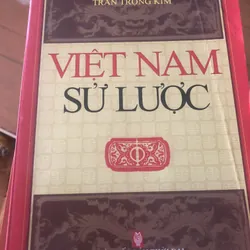 TRẦN TRỌNG KIM
VIỆT NAM
SỬ LƯỢC